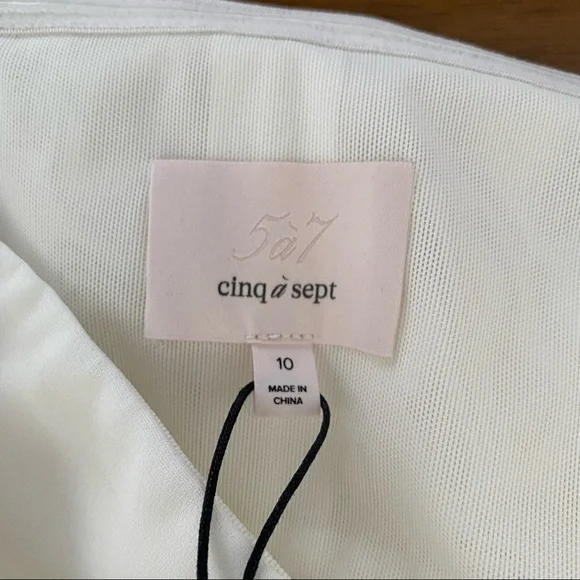 5à7
cinq à sept
10
MADE IN
CHINA